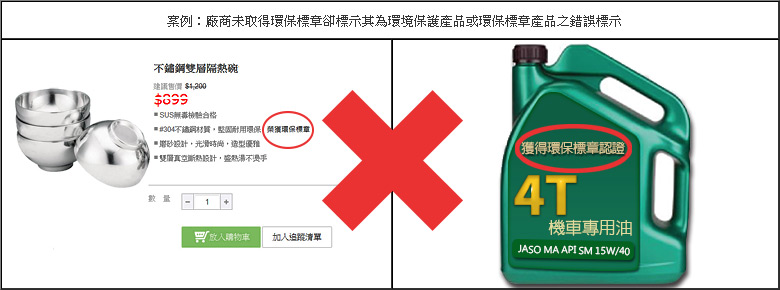 案例：廠商未取得環保標章卻標示其為環境保護產品或環保標章產品之錯誤標示
不鏽鋼雙層隔熱碗
建議售價 $1,200
$899
SUS無毒檢驗合格
#304不鏽鋼材質，堅固耐用環保 榮獲環保標章
磨砂設計，光滑時尚，造型優雅
雙層真空斷熱設計，盛熱湯不燙手
數 量
− 1 +
放入購物車
加入追蹤清單
獲得環保標章認證
4T
機車專用油
JASO MA API SM 15W/40